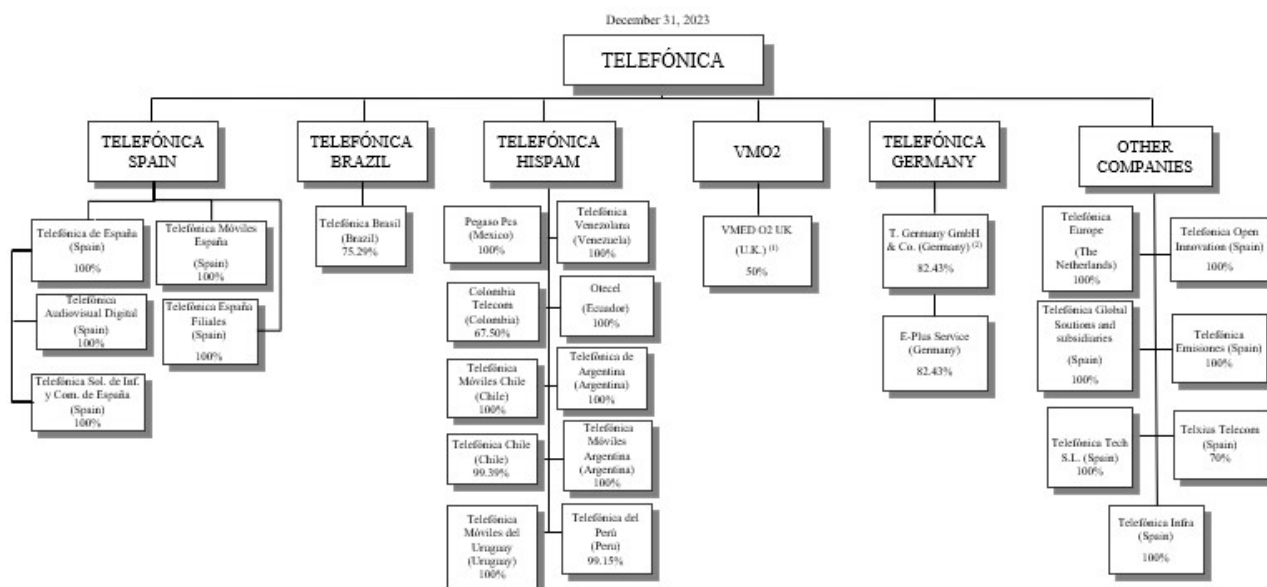 December 31, 2023
TELEFÓNICA
TELEFÓNICA
SPAIN
TELEFÓNICA
BRAZIL
TELEFÓNICA
HISPAM
VMO2
TELEFÓNICA
GERMANY
OTHER
COMPANIES
Telefónica de España
(Spain)
100%
Telefónica Móviles
España
(Spain)
100%
Telefónica
Audiovisual Digital
(Spain)
100%
Telefónica España
Filiales
(Spain)
100%
Telefónica Sol. de Inf.
y Com. de España
(Spain)
100%
Telefónica Brasil
(Brazil)
75.29%
Pegaso Pcs
(Mexico)
100%
Telefónica
Venezolana
(Venezuela)
100%
Colombia
Telecom
(Colombia)
67.50%
Otecel
(Ecuador)
100%
Telefónica
Móviles Chile
(Chile)
100%
Telefónica de
Argentina
(Argentina)
100%
Telefónica Chile
(Chile)
99.39%
Telefónica
Móviles
Argentina
(Argentina)
100%
Telefónica
Móviles del
Uruguay
(Uruguay)
100%
Telefónica del
Perú
(Peru)
99.15%
VMED O2 UK
(U.K.) (1)
50%
T. Germany GmbH
& Co. (Germany) (2)
82.43%
E-Plus Service
(Germany)
82.43%
Telefónica
Europe
(The
Netherlands)
100%
Telefónica Open
Innovation (Spain)
100%
Telefónica Global
Soutions and
subsidiaries
(Spain)
100%
Telefónica
Emisiones (Spain)
100%
Telefónica Tech
S.L. (Spain)
100%
Telxius Telecom
(Spain)
70%
Telefónica Infra
(Spain)
100%